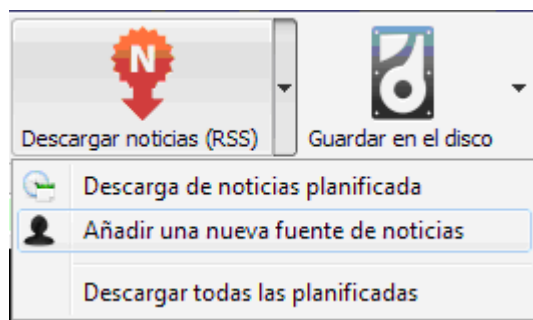 N
Descargar noticias (RSS)
Guardar en el disco
Descarga de noticias planificada
Añadir una nueva fuente de noticias
Descargar todas las planificadas